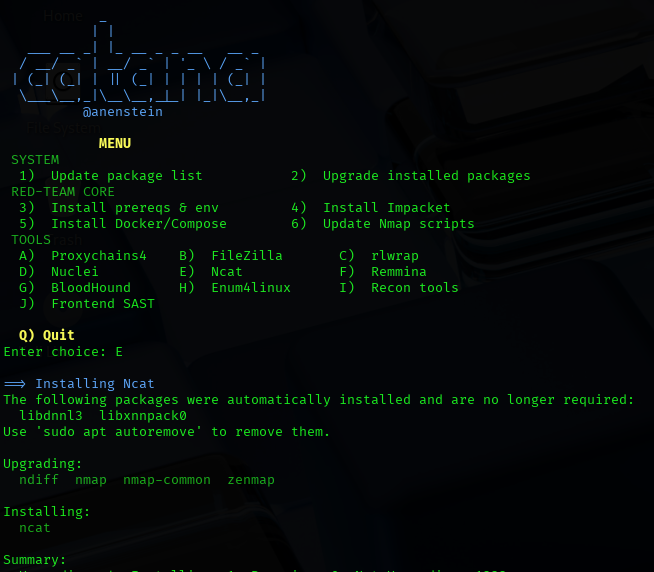 Home
catana
@anenstein
MENU
SYSTEM
1) Update package list 2) Upgrade installed packages
RED-TEAM CORE
3) Install prereqs & env 4) Install Impacket
5) Install Docker/Compose 6) Update Nmap scripts
TOOLS
A) Proxychains4 B) FileZilla C) rlwrap
D) Nuclei E) Ncat F) Remmina
G) BloodHound H) Enum4linux I) Recon tools
J) Frontend SAST
Q) Quit
Enter choice: E
==> Installing Ncat
The following packages were automatically installed and are no longer required:
libdnnl3 libxnnpack0
Use 'sudo apt autoremove' to remove them.
Upgrading:
ndiff nmap nmap-common zenmap
Installing:
ncat
Summary: